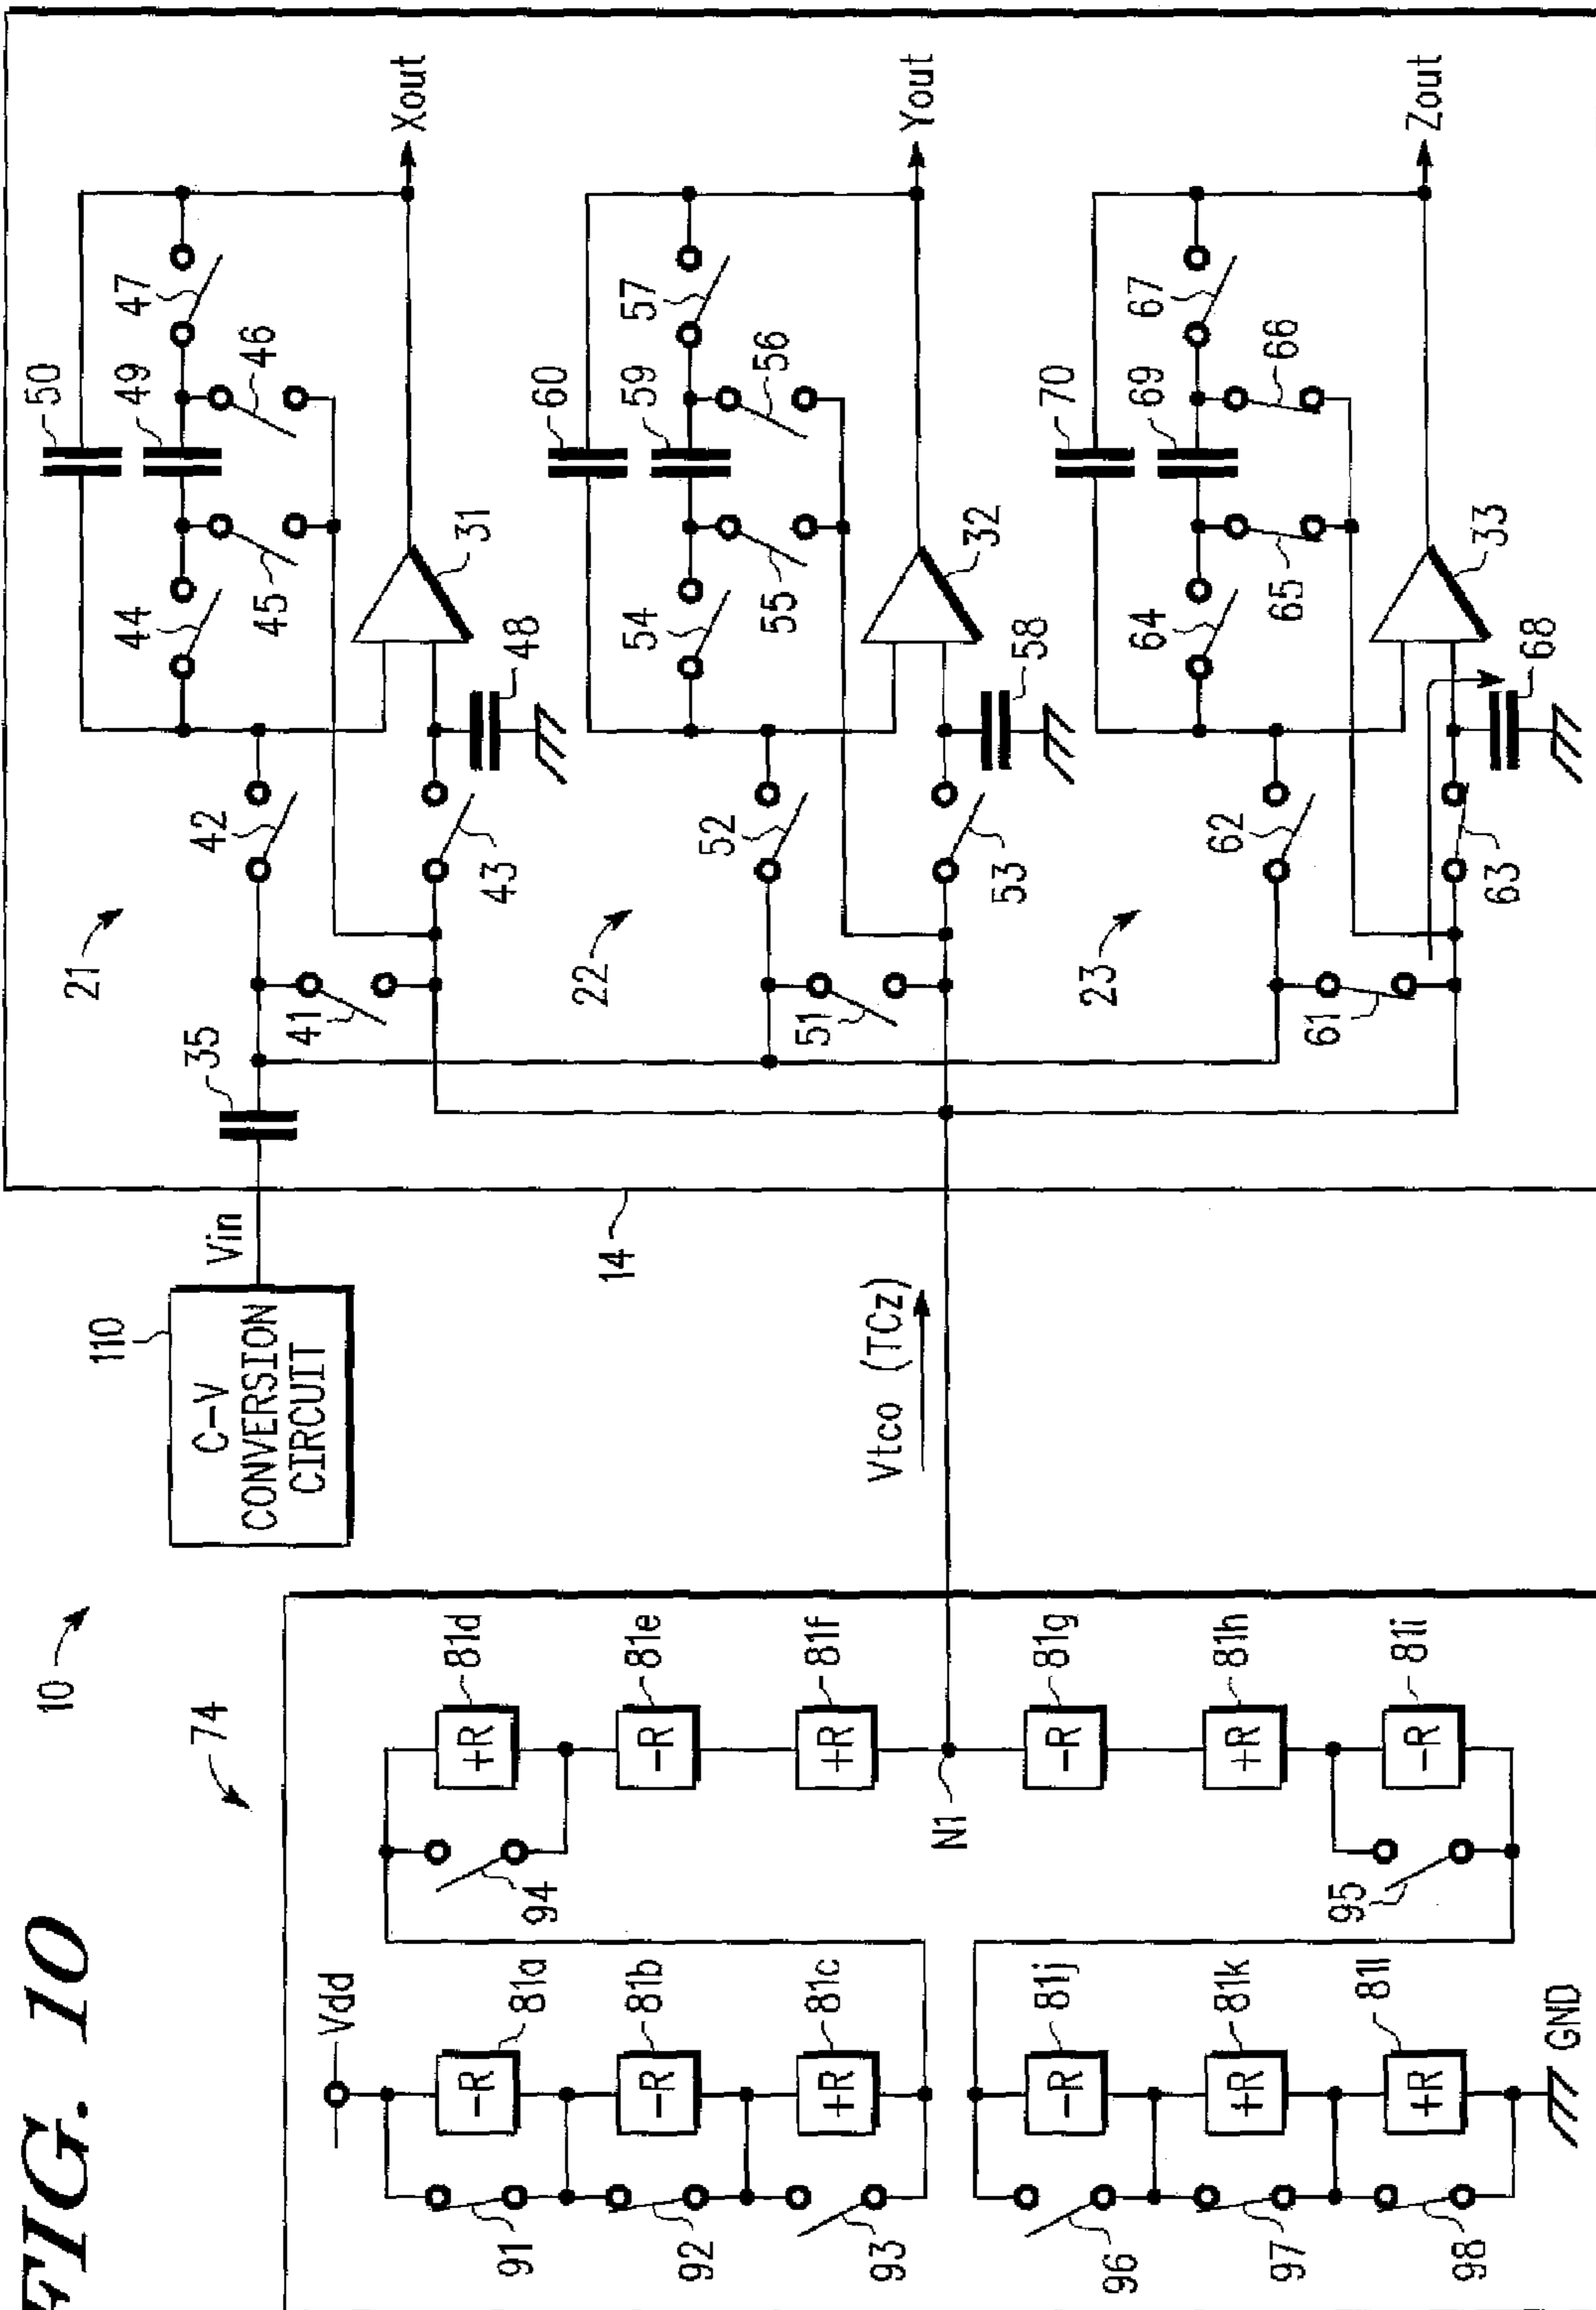 FIG. 10
10
74
Vdd
91
-R
81a
92
-R
81b
93
+R
81c
94
+R
81d
-R
81e
+R
81f
N1
-R
81g
+R
81h
95
-R
81i
96
-R
81j
97
+R
81k
98
+R
81l
GND
110
C-V
CONVERSION
CIRCUIT
Vin
Vtco (TCz)
14
35
21
41
42
43
44
45
46
47
48
49
50
31
Xout
22
51
52
53
54
55
56
57
58
59
60
32
Yout
23
61
62
63
64
65
66
67
68
69
70
33
Zout